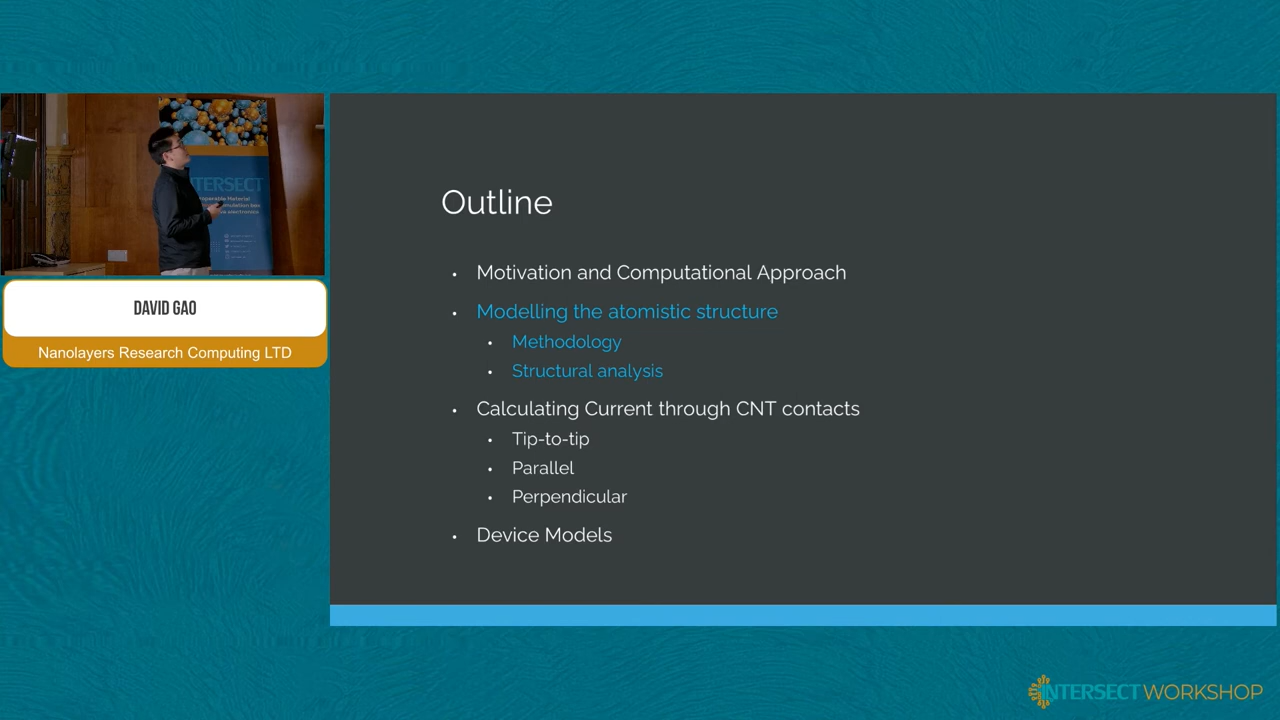 TERSECT
DAVID GAO
Nanolayers Research Computing LTD
Outline
• Motivation and Computational Approach
• Modelling the atomistic structure
• Methodology
• Structural analysis
• Calculating Current through CNT contacts
• Tip-to-tip
• Parallel
• Perpendicular
• Device Models
INTERSECT WORKSHOP